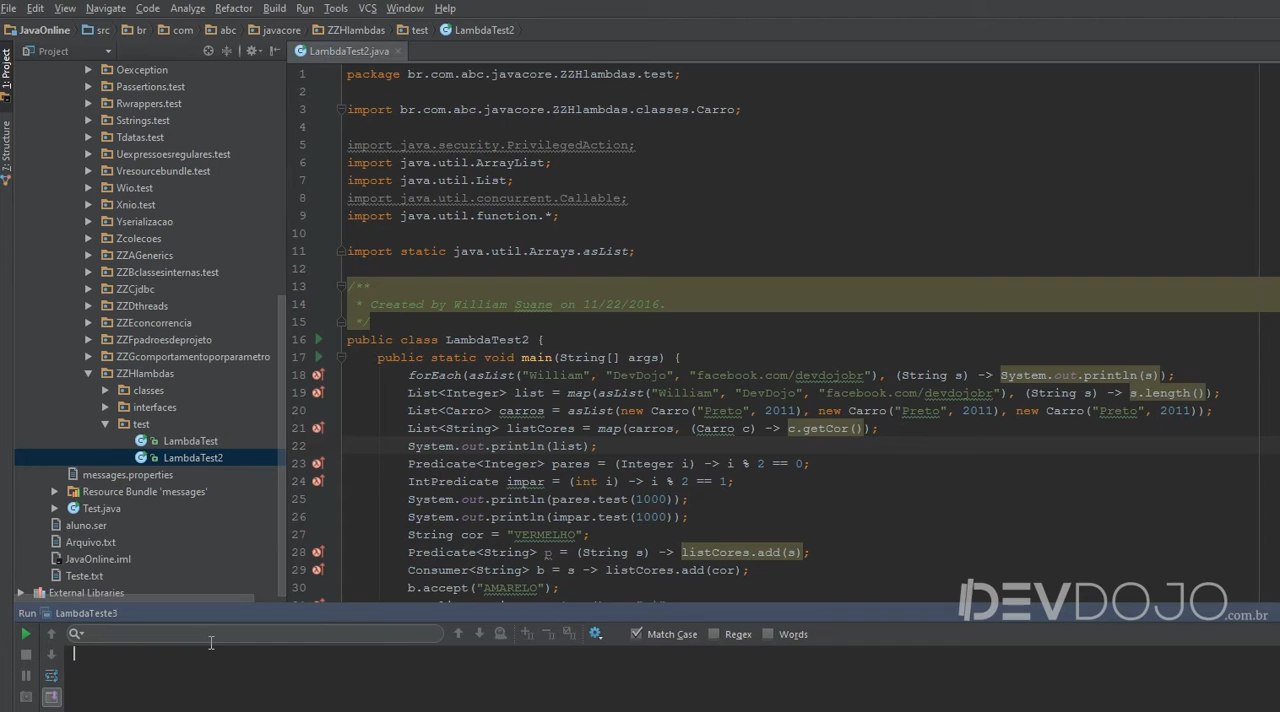 File Edit View Navigate Code Analyze Refactor Build Run Tools VCS Window Help
JavaOnline src br com abc javacore ZZHlambdas test LambdaTest2
1: Project
7: Structure
Project
Oexception
Passertions.test
Rwrappers.test
Sstrings.test
Tdatas.test
Uexpressoesregulares.test
Vresourcebundle.test
Wio.test
Xnio.test
Yserializacao
Zcolecoes
ZZAGenerics
ZZBclassesinternas.test
ZZCjdbc
ZZDthreads
ZZEconcorrencia
ZZFpadroesdeprojeto
ZZGcomportamentoporparametro
ZZHlambdas
classes
interfaces
test
LambdaTest
LambdaTest2
messages.properties
Resource Bundle 'messages'
Test.java
aluno.ser
Arquivo.txt
JavaOnline.iml
Teste.txt
External Libraries
LambdaTest2.java
1 package br.com.abc.javacore.ZZHlambdas.test;
2
3 import br.com.abc.javacore.ZZHlambdas.classes.Carro;
4
5 import java.security.PrivilegedAction;
6 import java.util.ArrayList;
7 import java.util.List;
8 import java.util.concurrent.Callable;
9 import java.util.function.*;
10
11 import static java.util.Arrays.asList;
12
13 /**
14 * Created by William Suane on 11/22/2016.
15 */
16 public class LambdaTest2 {
17 public static void main(String[] args) {
18 forEach(asList("William", "DevDojo", "facebook.com/devdojobr"), (String s) -> System.out.println(s));
19 List<Integer> list = map(asList("William", "DevDojo", "facebook.com/devdojobr"), (String s) -> s.length());
20 List<Carro> carros = asList(new Carro("Preto", 2011), new Carro("Preto", 2011), new Carro("Preto", 2011));
21 List<String> listCores = map(carros, (Carro c) -> c.getCor());
22 System.out.println(list);
23 Predicate<Integer> pares = (Integer i) -> i % 2 == 0;
24 IntPredicate impar = (int i) -> i % 2 == 1;
25 System.out.println(pares.test(1000));
26 System.out.println(impar.test(1000));
27 String cor = "VERMELHO";
28 Predicate<String> p = (String s) -> listCores.add(s);
29 Consumer<String> b = s -> listCores.add(cor);
30 b.accept("AMARELO");
DEVDOJO.com.br
Run LambdaTeste3
Match Case Regex Words